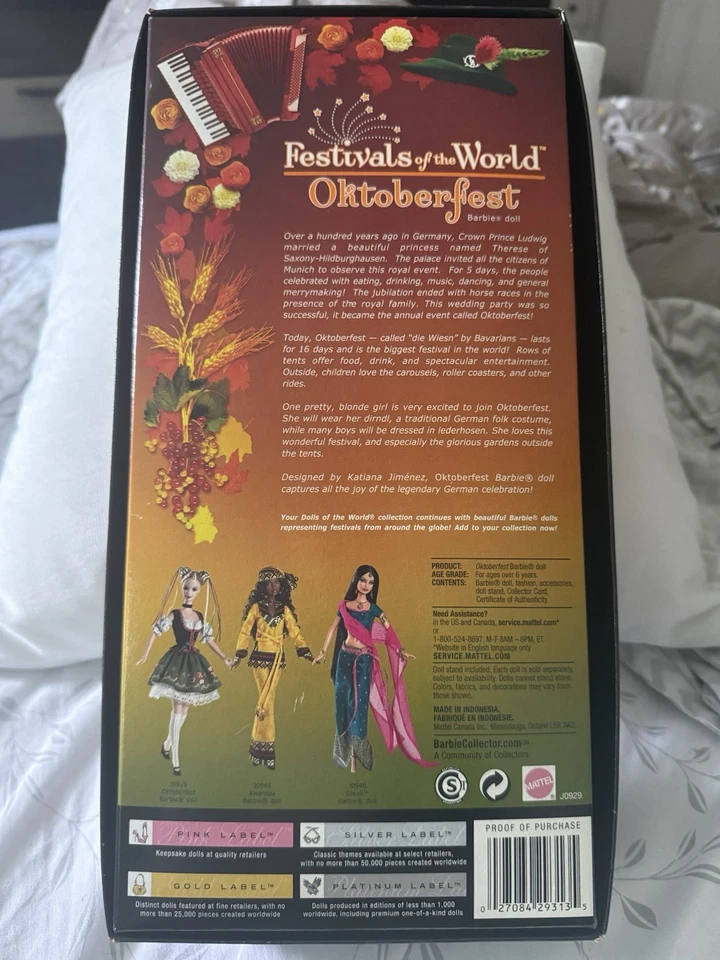 Festivals of the World™
Oktoberfest
Barbie® doll
Over a hundred years ago in Germany, Crown Prince Ludwig
married a beautiful princess named Therese of
Saxony-Hildburghausen. The palace invited all the citizens of
Munich to observe this royal event. For 5 days, the people
celebrated with eating, drinking, music, dancing, and general
merrymaking! The jubilation ended with horse races in the
presence of the royal family. This wedding party was so
successful, it became the annual event called Oktoberfest!
Today, Oktoberfest — called "die Wiesn" by Bavarians — lasts
for 16 days and is the biggest festival in the world! Rows of
tents offer food, drink, and spectacular entertainment.
Outside, children love the carousels, roller coasters, and other
rides.
One pretty, blonde girl is very excited to join Oktoberfest.
She will wear her dirndl, a traditional German folk costume,
while many boys will be dressed in lederhosen. She loves this
wonderful festival, and especially the glorious gardens outside
the tents.
Designed by Katiana Jiménez, Oktoberfest Barbie® doll
captures all the joy of the legendary German celebration!
Your Dolls of the World® collection continues with beautiful Barbie® dolls
representing festivals from around the globe! Add to your collection now!
PRODUCT: Oktoberfest Barbie® doll
AGE GRADE: For ages over 6 years.
CONTENTS: Barbie® doll, fashion, accessories,
doll stand, Collector Card,
Certificate of Authenticity.
Need Assistance?
In the US and Canada, service.mattel.com*
or
1-800-524-8697, M-F 8AM – 6PM, ET.
*Website in English language only
SERVICE.MATTEL.COM
Doll stand included. Each doll is sold separately,
subject to availability. Dolls cannot stand alone.
Colors, fabrics, and decorations may vary from
those shown.
MADE IN INDONESIA.
FABRIQUÉ EN INDONÉSIE.
Mattel Canada Inc., Mississauga, Ontario L5R 3W2.
BarbieCollector.com™
A Community of Collectors
J0929
Oktoberfest
Barbie® doll
Kwanzaa
Barbie® doll
Diwali™
Barbie® doll
S
MATTEL
J0929
PINK LABEL™
Keepsake dolls at quality retailers
SILVER LABEL™
Classic themes available at select retailers,
with no more than 50,000 pieces created worldwide
GOLD LABEL™
Distinct dolls featured at fine retailers, with no
more than 25,000 pieces created worldwide
PLATINUM LABEL™
Dolls produced in editions of less than 1,000
worldwide, including premium one-of-a-kind dolls
PROOF OF PURCHASE
0 27084 29313 5